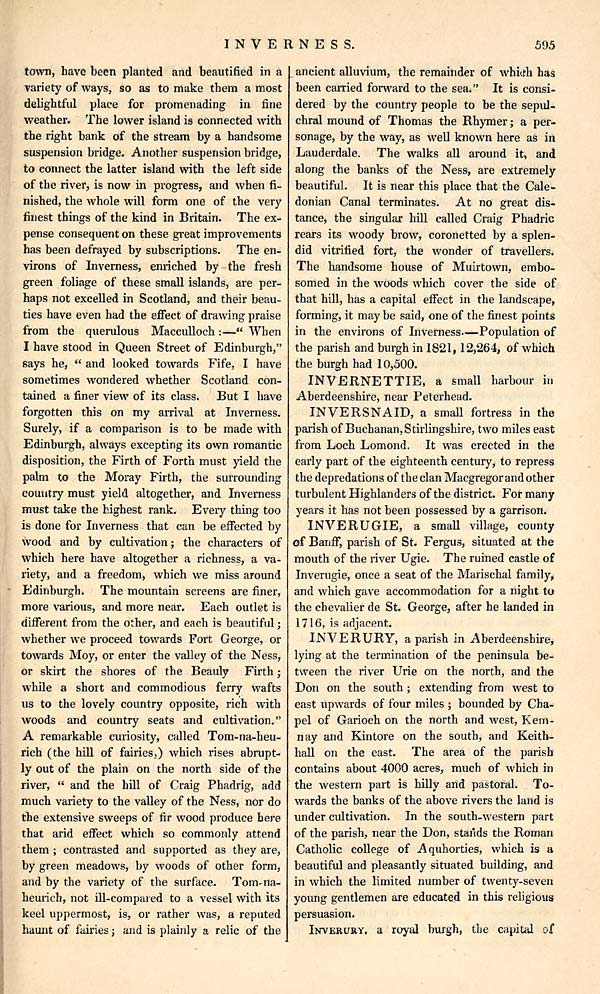 INVERNESS.
595
town, have been planted and beautified in a
variety of ways, so as to make them a most
delightful place for promenading in fine
weather. The lower island is connected with
the right bank of the stream by a handsome
suspension bridge. Another suspension bridge,
to connect the latter island with the left side
of the river, is now in progress, and when fi-
nished, the whole will form one of the very
finest things of the kind in Britain. The ex-
pense consequent on these great improvements
has been defrayed by subscriptions. The en-
virons of Inverness, enriched by the fresh
green foliage of these small islands, are per-
haps not excelled in Scotland, and their beau-
ties have even had the effect of drawing praise
from the querulous Macculloch:—“ When
I have stood in Queen Street of Edinburgh,”
says he, “ and looked towards Fife, I have
sometimes wondered whether Scotland con-
tained a finer view of its class. But I have
forgotten this on my arrival at Inverness.
Surely, if a comparison is to be made with
Edinburgh, always excepting its own romantic
disposition, the Firth of Forth must yield the
palm to the Moray Firth, the surrounding
country must yield altogether, and Inverness
must take the highest rank. Every thing too
is done for Inverness that can be effected by
wood and by cultivation; the characters of
which here have altogether a richness, a va-
riety, and a freedom, which we miss around
Edinburgh. The mountain screens are finer,
more various, and more near. Each outlet is
different from the other, and each is beautiful;
whether we proceed towards Fort George, or
towards Moy, or enter the valley of the Ness,
or skirt the shores of the Beauly Firth;
while a short and commodious ferry wafts
us to the lovely country opposite, rich with
woods and country seats and cultivation.”
A remarkable curiosity, called Tom-na-heu-
rich (the hill of fairies,) which rises abrupt-
ly out of the plain on the north side of the
river, “ and the hill of Craig Phadrig, add
much variety to the valley of the Ness, nor do
the extensive sweeps of fir wood produce here
that arid effect which so commonly attend
them; contrasted and supported as they are,
by green meadows, by woods of other form,
and by the variety of the surface. Tom-na-
heurich, not ill-compared to a vessel with its
keel uppermost, is, or rather was, a reputed
haunt of fairies; and is plainly a relic of the
ancient alluvium, the remainder of which has
been carried forward to the sea.” It is consi-
dered by the country people to be the sepul-
chral mound of Thomas the Rhymer; a per-
sonage, by the way, as well known here as in
Lauderdale. The walks all around it, and
along the banks of the Ness, are extremely
beautiful. It is near this place that the Cale-
donian Canal terminates. At no great dis-
tance, the singular hill called Craig Phadric
rears its woody brow, coronetted by a splen-
did vitrified fort, the wonder of travellers.
The handsome house of Muirtown, embo-
somed in the woods which cover the side of
that hill, has a capital effect in the landscape,
forming, it may be said, one of the finest points
in the environs of Inverness.—Population of
the parish and burgh in 1821, 12,264, of which
the burgh had 10,500.
INVERNETTIE, a small harbour in
Aberdeenshire, near Peterhead.
INVERSNAID, a small fortress in the
parish of Buchanan, Stirlingshire, two miles east
from Loch Lomond. It was erected in the
early part of the eighteenth century, to repress
the depredations of the clan Macgregor and other
turbulent Highlanders of the district. For many
years it has not been possessed by a garrison.
INVERUGIE, a small village, county
of Banff, parish of St. Fergus, situated at the
mouth of the river Ugie. The ruined castle of
Inverugie, once a seat of the Marischal family,
and which gave accommodation for a night to
the chevalier de St. George, after he landed in
1716, is adjacent.
INVERURY, a parish in Aberdeenshire,
lying at the termination of the peninsula be-
tween the river Urie on the north, and the
Don on the south; extending from west to
east upwards of four miles; bounded by Cha-
pel of Garioch on the north and west, Kem-
nay and Kintore on the south, and Keith-
hall on the east. The area of the parish
contains about 4000 acres, much of which in
the western part is hilly and pastoral. To-
wards the banks of the above rivers the land is
under cultivation. In the south-western part
of the parish, near the Don, stands the Roman
Catholic college of Aquhorties, which is a
beautiful and pleasantly situated building, and
in which the limited number of twenty-seven
young gentlemen are educated in this religious
persuasion.
INVERURY, a royal burgh, the capital of